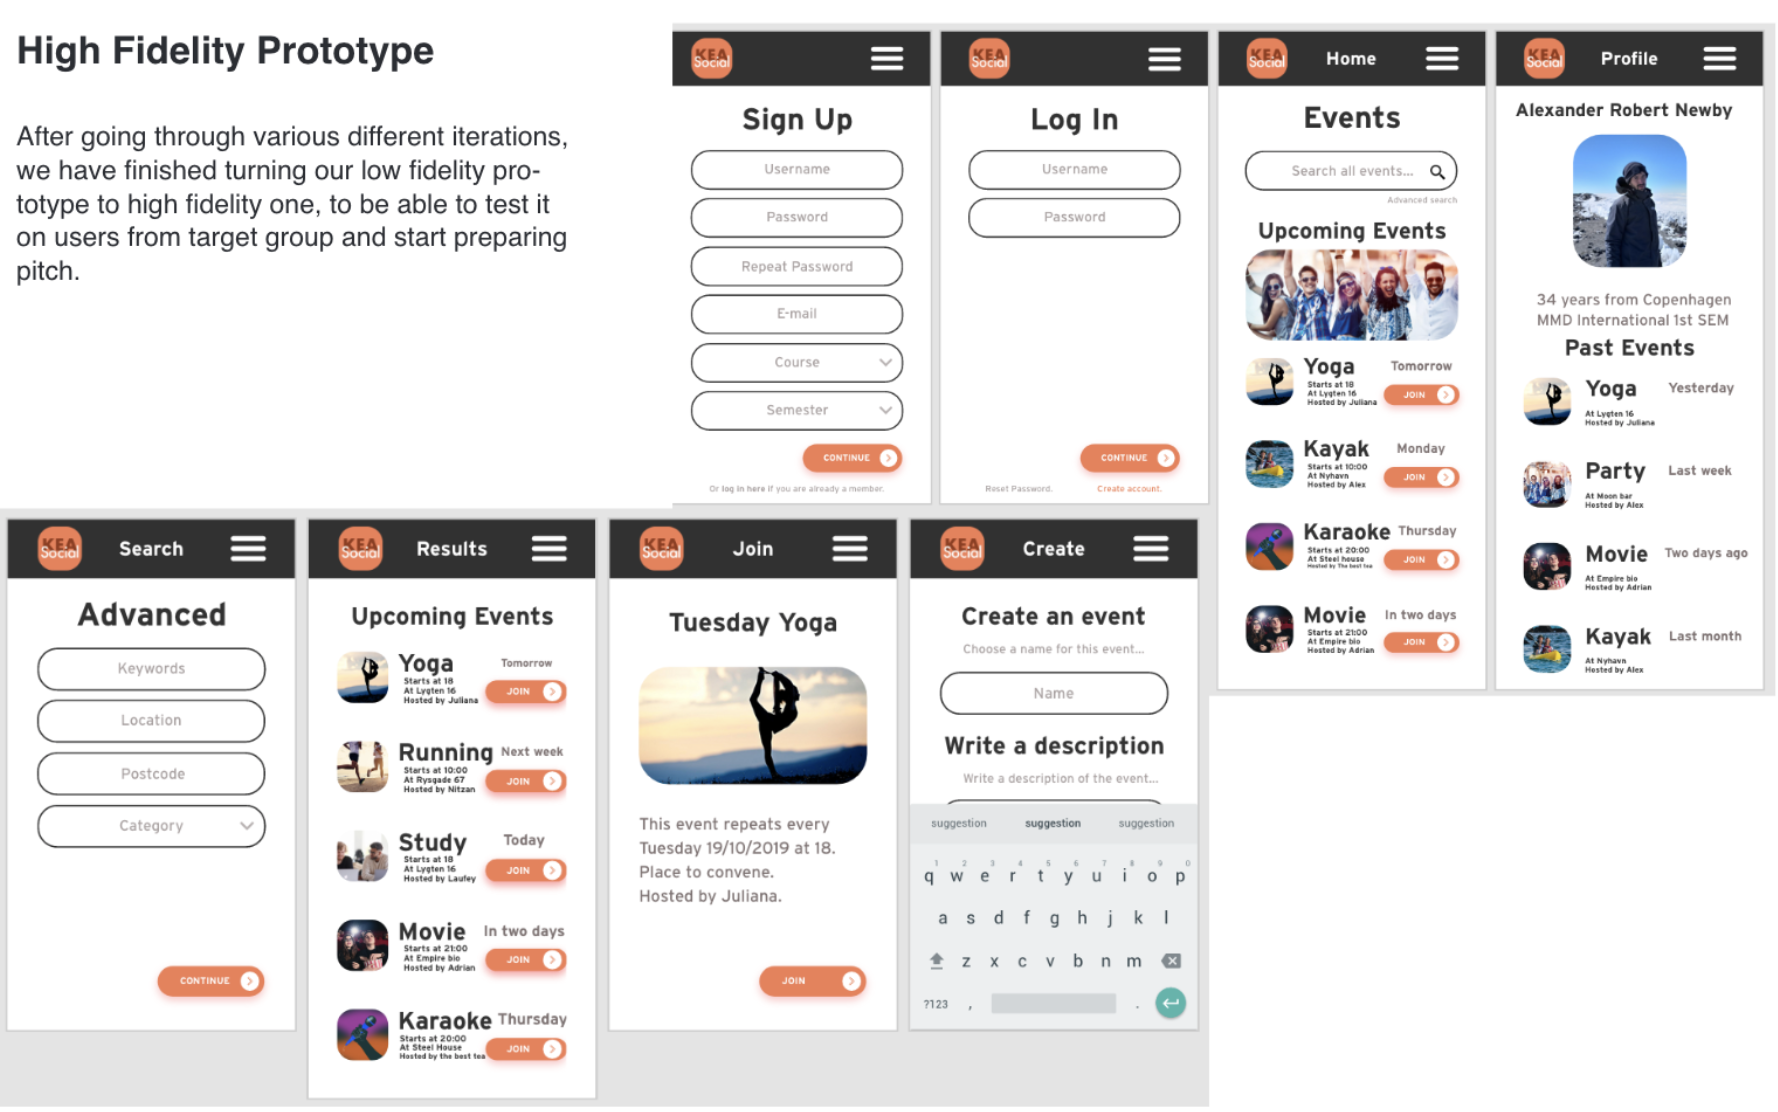 High Fidelity Prototype
After going through various different iterations,
we have finished turning our low fidelity pro-
totype to high fidelity one, to be able to test it
on users from target group and start preparing
pitch.
KEA
Social
Sign Up
Username
Password
Repeat Password
E-mail
Course
Semester
CONTINUE
Or log in here if you are already a member.
KEA
Social
Log In
Username
Password
CONTINUE
Reset Password.
Create account.
KEA
Social
Home
Events
Search all events...
Advanced search
Upcoming Events
Yoga
Tomorrow
Starts at 18
At Lygten 16
Hosted by Juliana
JOIN
Kayak
Monday
Starts at 10:00
At Nyhavn
Hosted by Alex
JOIN
Karaoke
Thursday
Starts at 20:00
At Steel house
Hosted by The best tea
JOIN
Movie
In two days
Starts at 21:00
At Empire bio
Hosted by Adrian
JOIN
KEA
Social
Profile
Alexander Robert Newby
34 years from Copenhagen
MMD International 1st SEM
Past Events
Yoga
Yesterday
At Lygten 16
Hosted by Juliana
Party
Last week
At Moon bar
Hosted by Alex
Movie
Two days ago
At Empire bio
Hosted by Adrian
Kayak
Last month
At Nyhavn
Hosted by Alex
KEA
Social
Search
Advanced
Keywords
Location
Postcode
Category
CONTINUE
KEA
Social
Results
Upcoming Events
Yoga
Tomorrow
Starts at 18
At Lygten 16
Hosted by Juliana
JOIN
Running
Next week
Starts at 10:00
At Rysgade 67
Hosted by Nitzan
JOIN
Study
Today
Starts at 18
At Lygten 16
Hosted by Laufey
JOIN
Movie
In two days
Starts at 21:00
At Empire bio
Hosted by Adrian
JOIN
Karaoke
Thursday
Starts at 20:00
At Steel House
Hosted by the best tea
JOIN
KEA
Social
Join
Tuesday Yoga
This event repeats every
Tuesday 19/10/2019 at 18.
Place to convene.
Hosted by Juliana.
JOIN
KEA
Social
Create
Create an event
Choose a name for this event...
Name
Write a description
Write a description of the event...
suggestion suggestion suggestion
1 2 3 4 5 6 7 8 9 0
q w e r t y u i o p
a s d f g h j k l
z x c v b n m
?123 , .